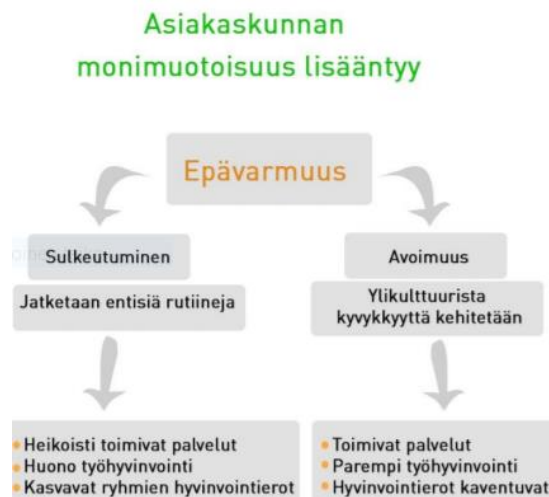 Asiakaskunnan
monimuotoisuus lisääntyy
Epävarmuus
Sulkeutuminen
Jatketaan entisiä rutiineja
Avoimuus
Ylikulttuurista
kyvykkyyttä kehitetään
• Heikoisti toimivat palvelut
• Huono työhyvinvointi
• Kasvavat ryhmien hyvinvointierot
• Toimivat palvelut
• Parempi työhyvinvointi
• Hyvinvointierot kaventuvat